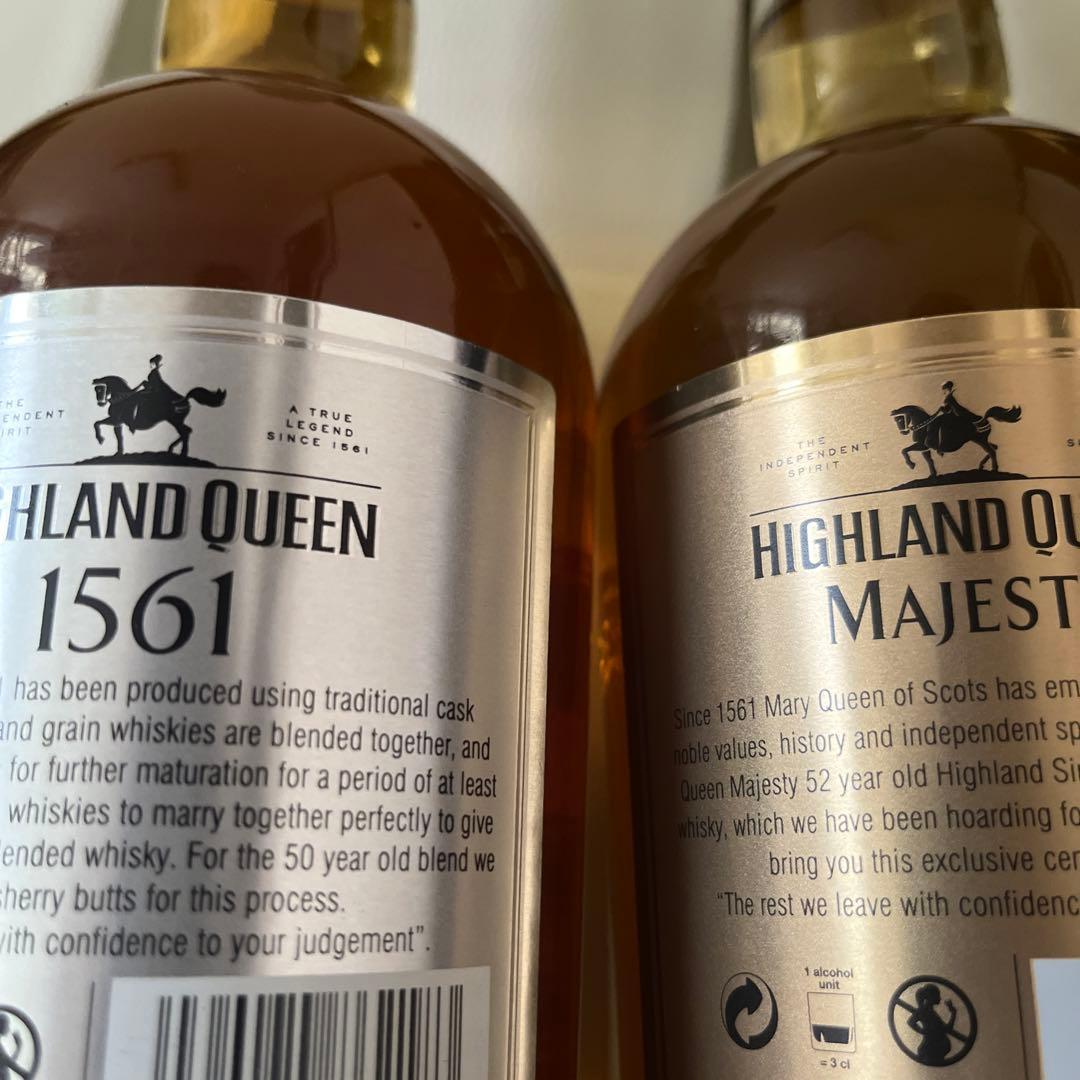 A TRUE
LEGEND
SINCE 1561
HLAND QUEEN
1561
has been produced using traditional cask
and grain whiskies are blended together, and
for further maturation for a period of at least
whiskies to marry together perfectly to give
lended whisky. For the 50 year old blend we
sherry butts for this process.
with confidence to your judgement".
THE
INDEPENDENT
SPIRIT
HIGHLAND QU
MAJEST
Since 1561 Mary Queen of Scots has em
noble values, history and independent sp
Queen Majesty 52 year old Highland Sin
whisky, which we have been hoarding fo
bring you this exclusive cer
"The rest we leave with confidenc
1 alcohol
unit
= 3 cl